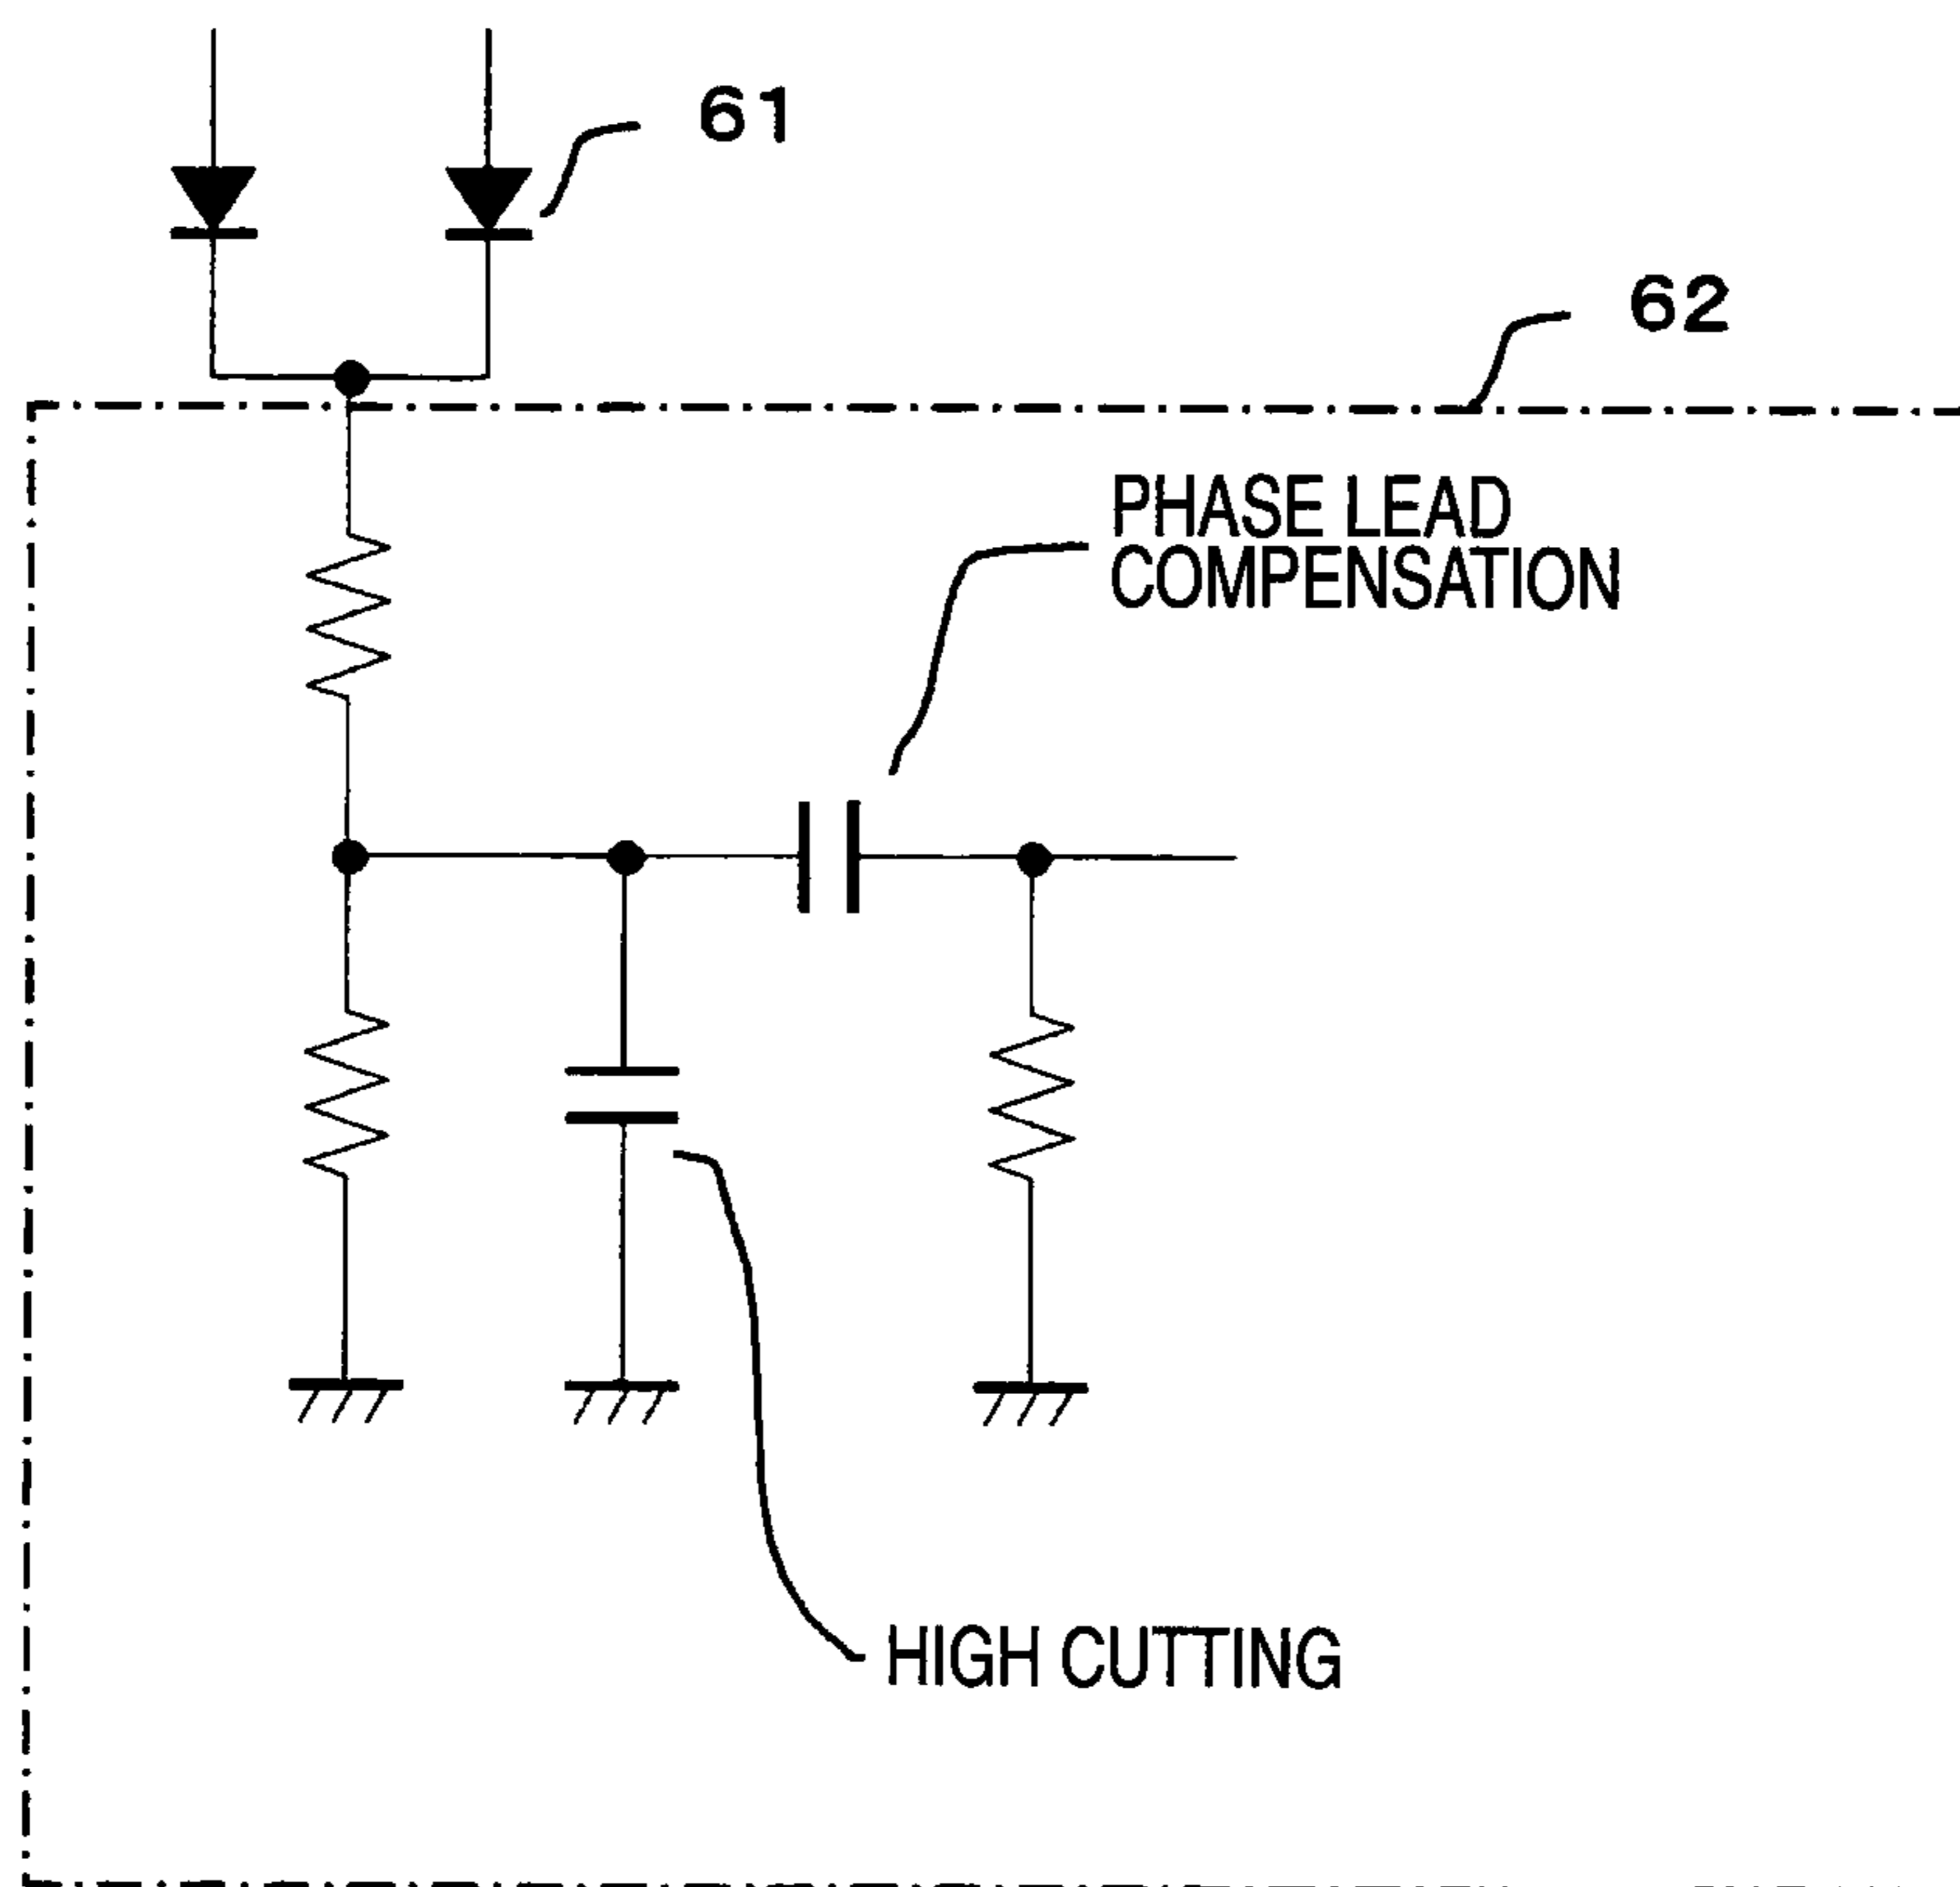 61
62
PHASE LEAD
COMPENSATION
HIGH CUTTING